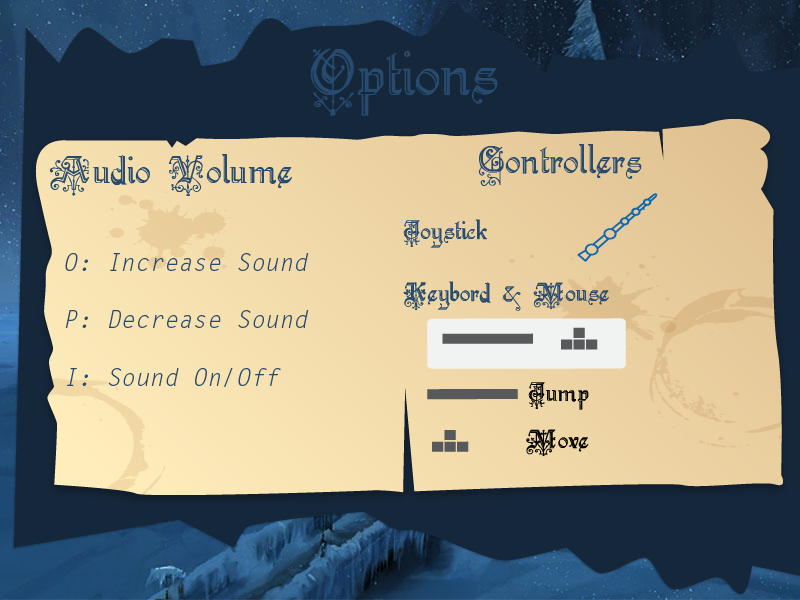 Options
Audio Volume
O: Increase Sound
P: Decrease Sound
I: Sound On/Off
Controllers
Joystick
Keybord & Mouse
Jump
Move